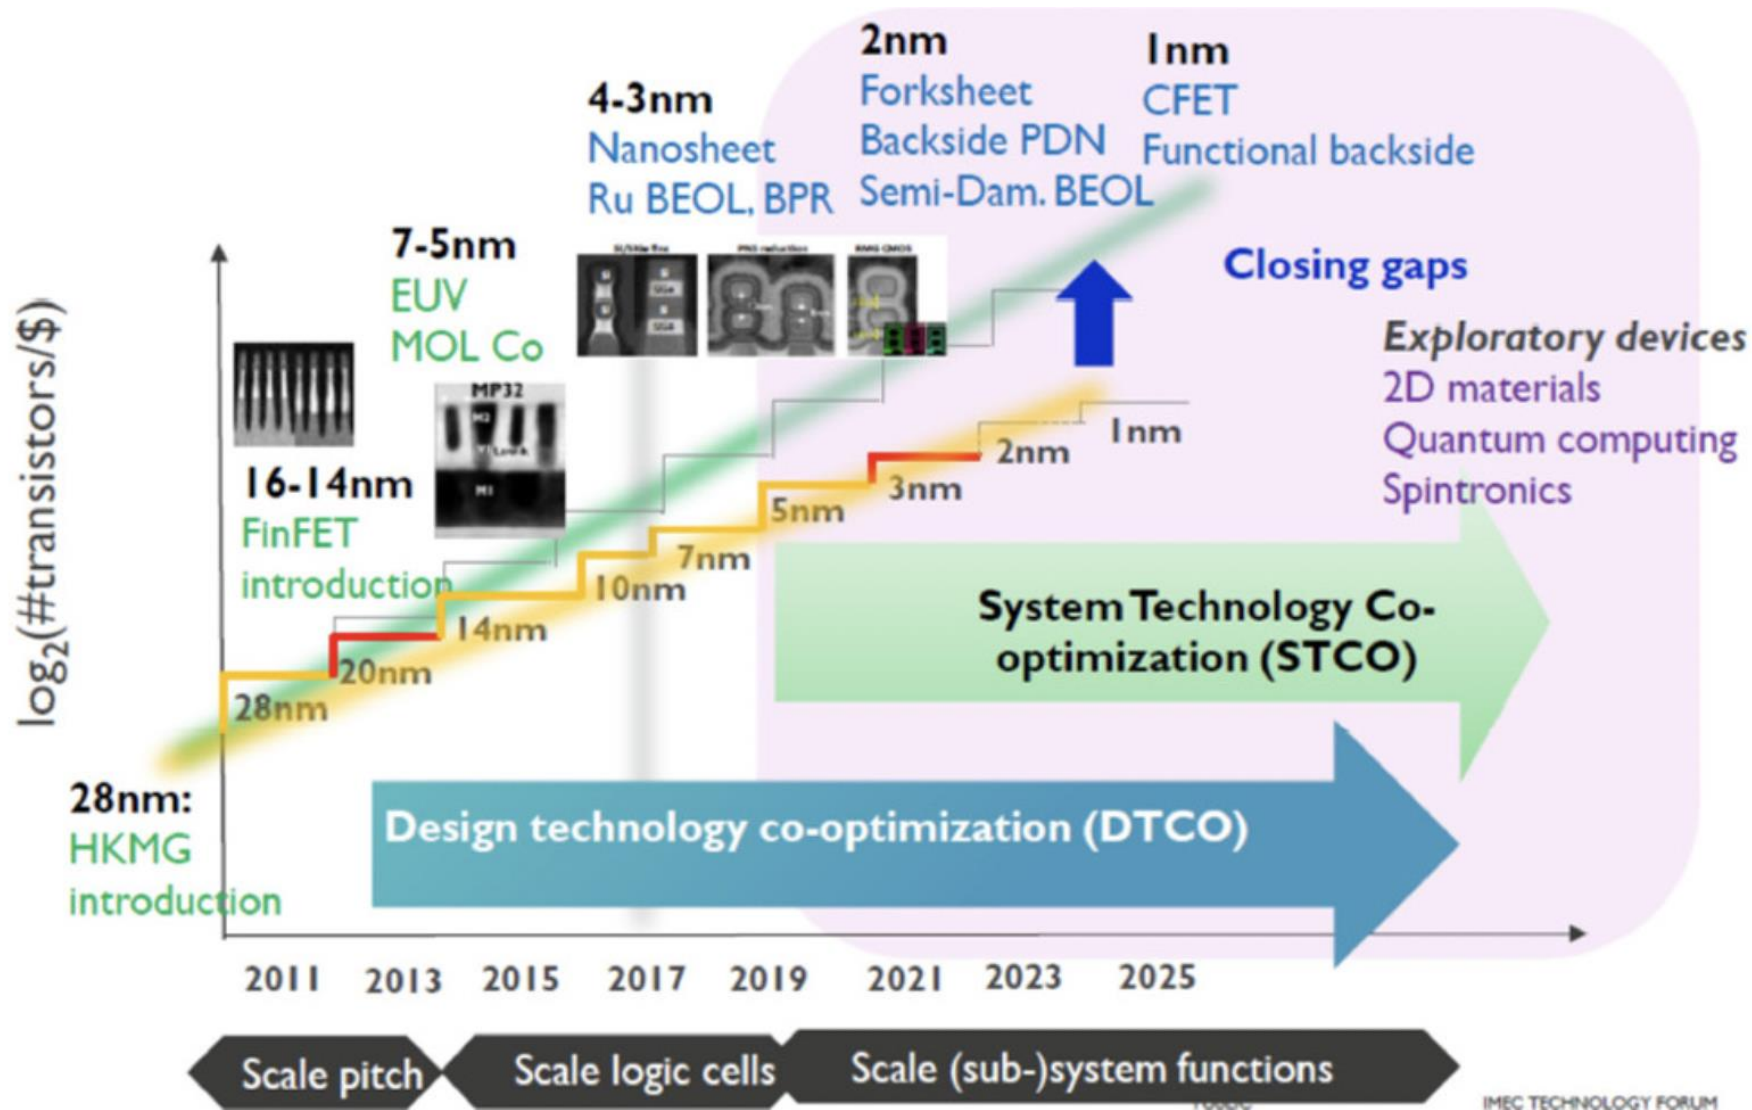 2nm
Forksheet
Backside PDN
Semi-Dam. BEOL
1nm
CFET
Functional backside
4-3nm
Nanosheet
Ru BEOL, BPR
7-5nm
EUV
MOL Co
Closing gaps
Exploratory devices
2D materials
Quantum computing
Spintronics
MP32
M2
M1
16-14nm
FinFET
introduction
log2(#transistors/$)
28nm
20nm
14nm
10nm
7nm
5nm
3nm
2nm
1nm
System Technology Co-
optimization (STCO)
28nm:
HKMG
introduction
Design technology co-optimization (DTCO)
2011 2013 2015 2017 2019 2021 2023 2025
Scale pitch
Scale logic cells
Scale (sub-)system functions
IMEC TECHNOLOGY FORUM